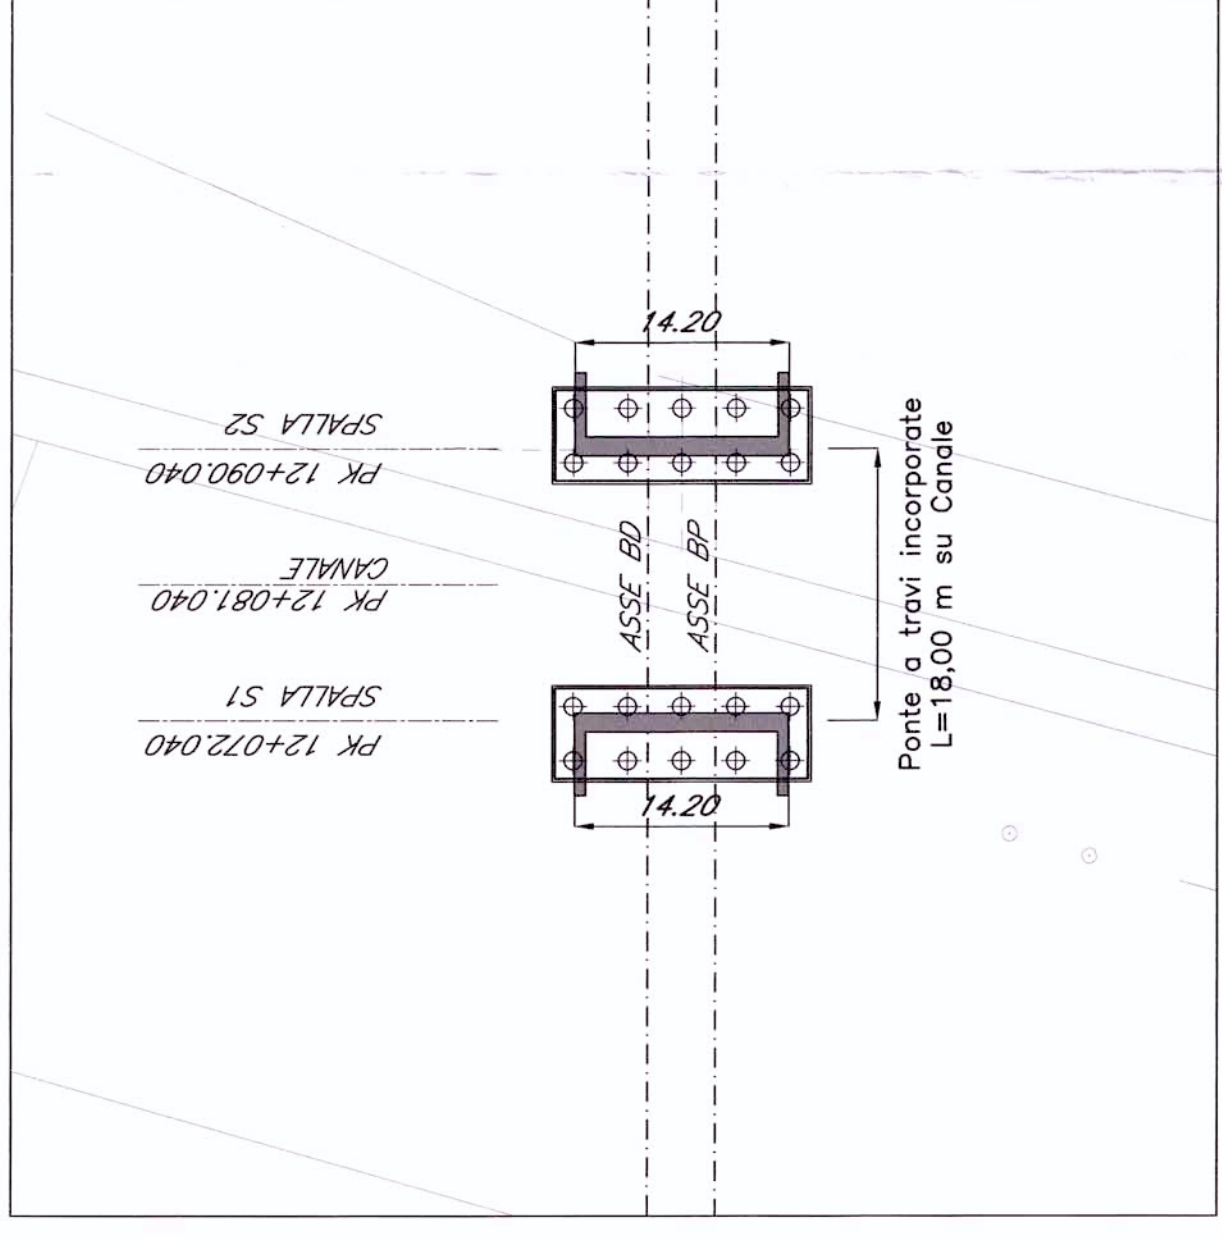 14.20
SPALLA S2
PK 12+090.040
CANALE
PK 12+081.040
SPALLA S1
PK 12+072.040
ASSE BD
ASSE BP
Ponte a travi incorporate
L=18,00 m su Canale
14.20